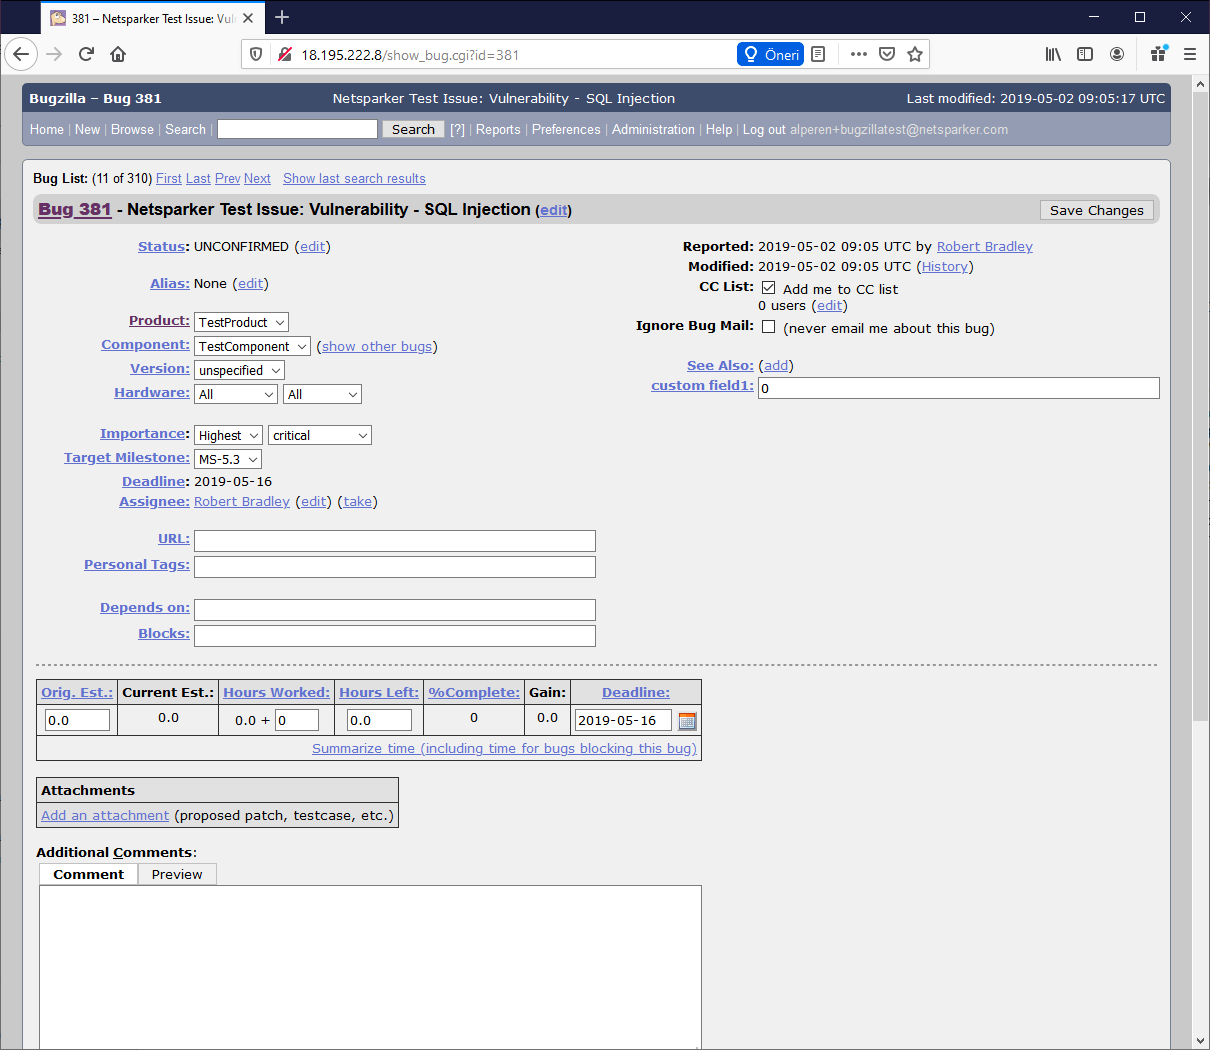 381 – Netsparker Test Issue: Vuln
18.195.222.8/show_bug.cgi?id=381
Öneri
Bugzilla – Bug 381 Netsparker Test Issue: Vulnerability - SQL Injection Last modified: 2019-05-02 09:05:17 UTC
Home | New | Browse | Search | Search [?] | Reports | Preferences | Administration | Help | Log out alperen+bugzillatest@netsparker.com
Bug List: (11 of 310) First Last Prev Next Show last search results
Bug 381 - Netsparker Test Issue: Vulnerability - SQL Injection (edit) Save Changes
Status: UNCONFIRMED (edit)
Alias: None (edit)
Product: TestProduct
Component: TestComponent (show other bugs)
Version: unspecified
Hardware: All All
Importance: Highest critical
Target Milestone: MS-5.3
Deadline: 2019-05-16
Assignee: Robert Bradley (edit) (take)
URL:
Personal Tags:
Depends on:
Blocks:
Reported: 2019-05-02 09:05 UTC by Robert Bradley
Modified: 2019-05-02 09:05 UTC (History)
CC List: Add me to CC list
0 users (edit)
Ignore Bug Mail: (never email me about this bug)
See Also: (add)
custom field1: 0
Orig. Est.: Current Est.: Hours Worked: Hours Left: %Complete: Gain: Deadline:
0.0 0.0 0.0 + 0 0.0 0 0.0 2019-05-16
Summarize time (including time for bugs blocking this bug)
Attachments
Add an attachment (proposed patch, testcase, etc.)
Additional Comments:
Comment Preview